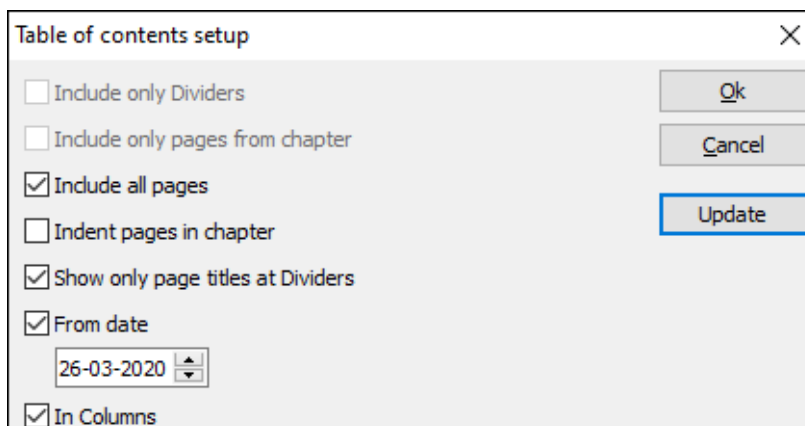 Table of contents setup
Include only Dividers
Ok
Include only pages from chapter
Cancel
Include all pages
Update
Indent pages in chapter
Show only page titles at Dividers
From date
26-03-2020
In Columns